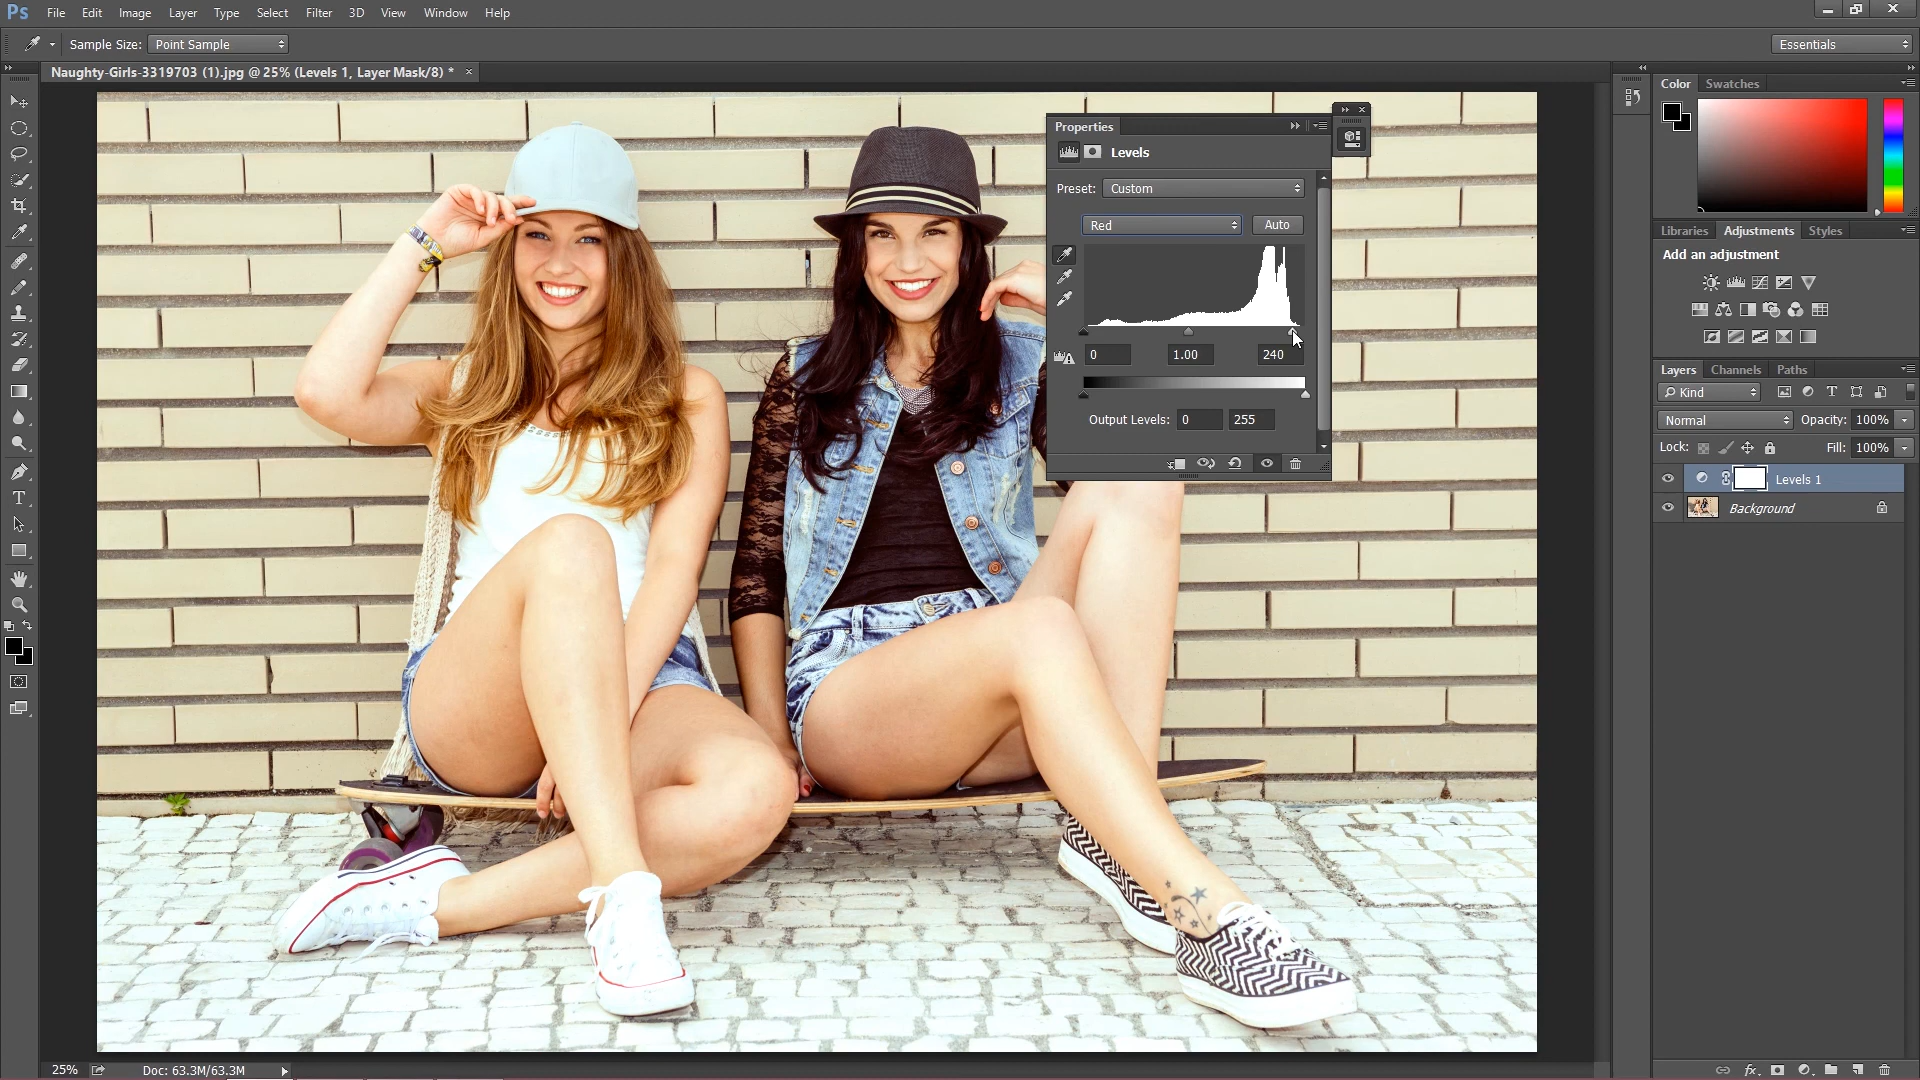 Ps File Edit Image Layer Type Select Filter 3D View Window Help
Sample Size: Point Sample
Essentials
Naughty-Girls-3319703 (1).jpg @ 25% (Levels 1, Layer Mask/8) * ×
Properties
Levels
Preset: Custom
Red Auto
0 1.00 240
Output Levels: 0 255
Color Swatches
Libraries Adjustments Styles
Add an adjustment
Layers Channels Paths
Kind
Normal Opacity: 100%
Lock: Fill: 100%
Levels 1
Background
25% Doc: 63.3M/63.3M